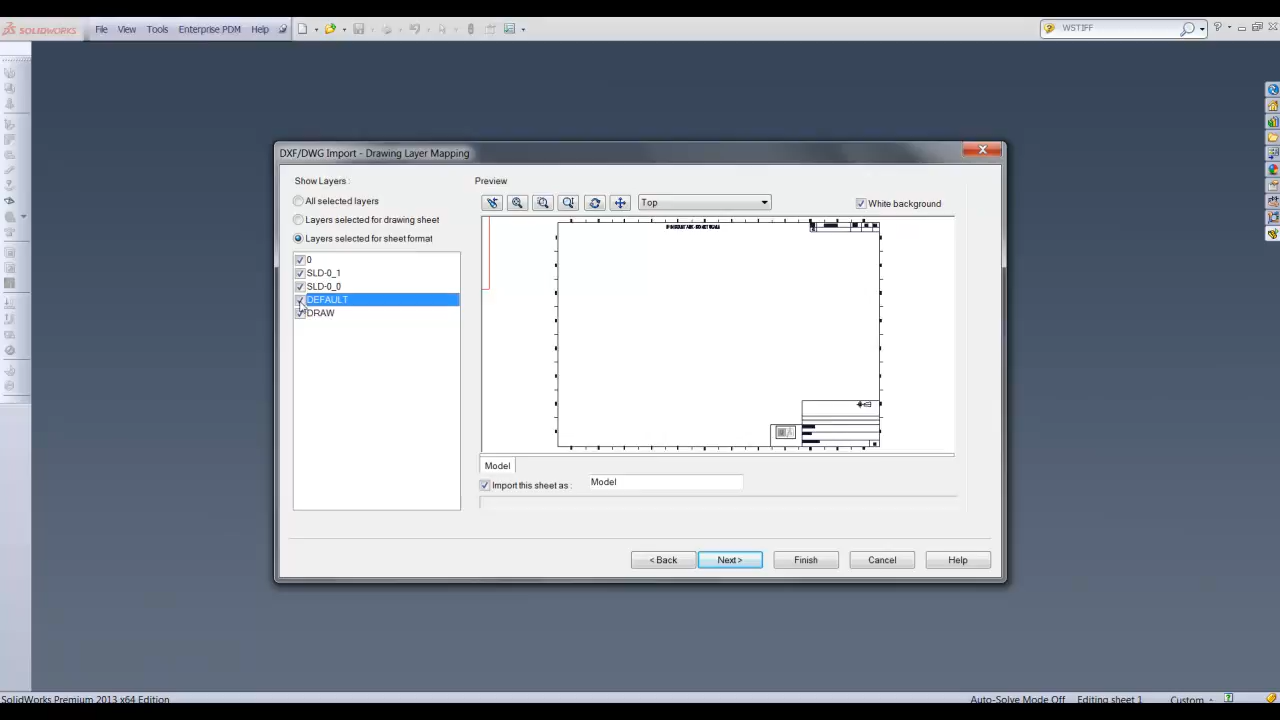 SOLIDWORKS File View Tools Enterprise PDM Help WSTIFF
DXF/DWG Import - Drawing Layer Mapping
Show Layers :
All selected layers
Layers selected for drawing sheet
Layers selected for sheet format
0
SLD-0_1
SLD-0_0
DEFAULT
DRAW
Preview
Top
White background
Model
Import this sheet as :
Model
< Back
Next >
Finish
Cancel
Help
SolidWorks Premium 2013 x64 Edition
Auto-Solve Mode Off
Editing sheet 1
Custom